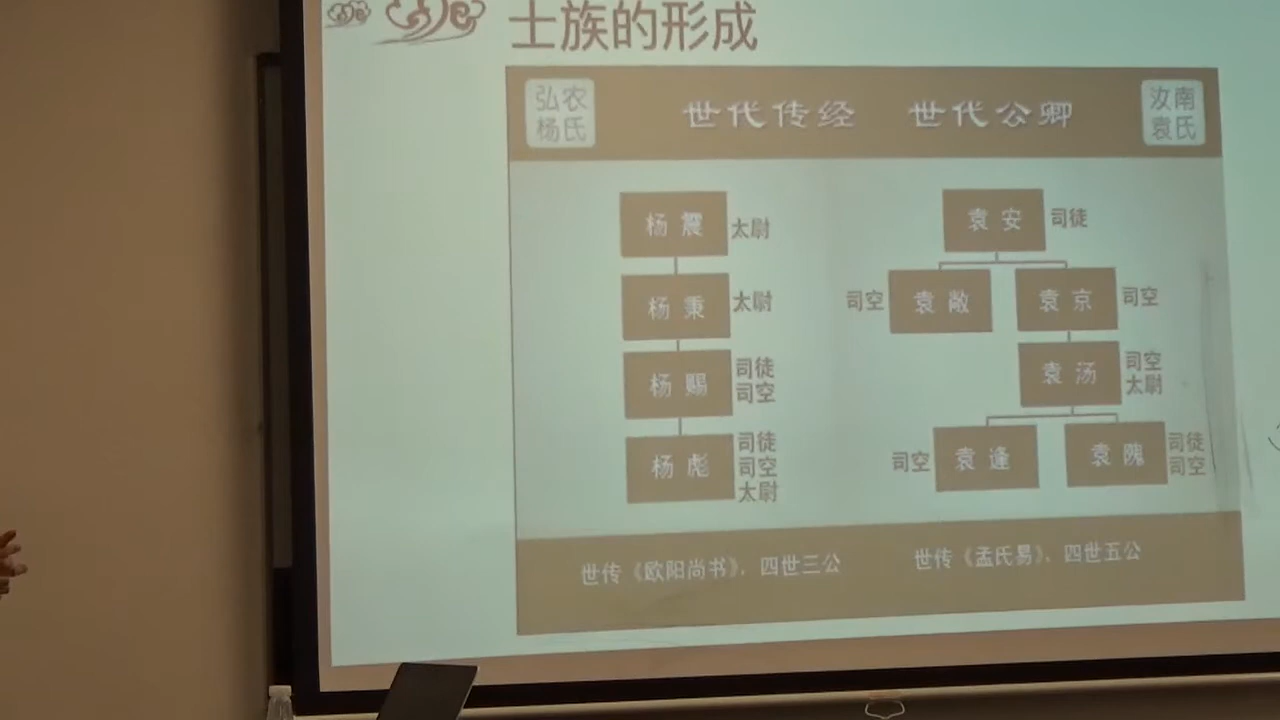 士族的形成
弘农
杨氏
世代传经 世代公卿
汝南
袁氏
杨震
太尉
杨秉
太尉
杨赐
司徒
司空
杨彪
司徒
司空
太尉
袁安
司徒
司空
袁敞
袁京
司空
袁汤
司空
太尉
司空
袁逢
袁隗
司徒
司空
世传《欧阳尚书》，四世三公
世传《孟氏易》，四世五公